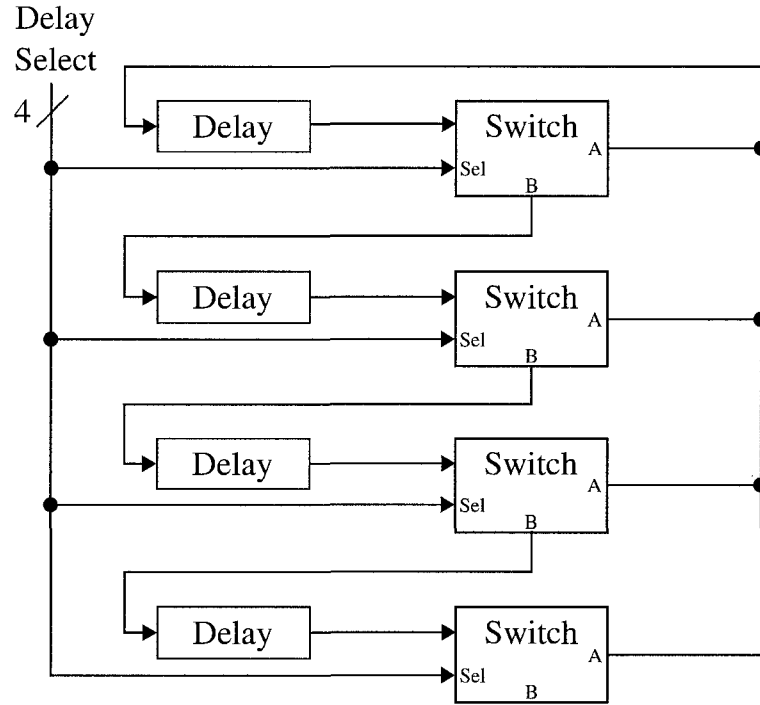 Delay
Select
4
Delay
Switch
A
Sel
B
Delay
Switch
A
Sel
B
Delay
Switch
A
Sel
B
Delay
Switch
A
Sel
B